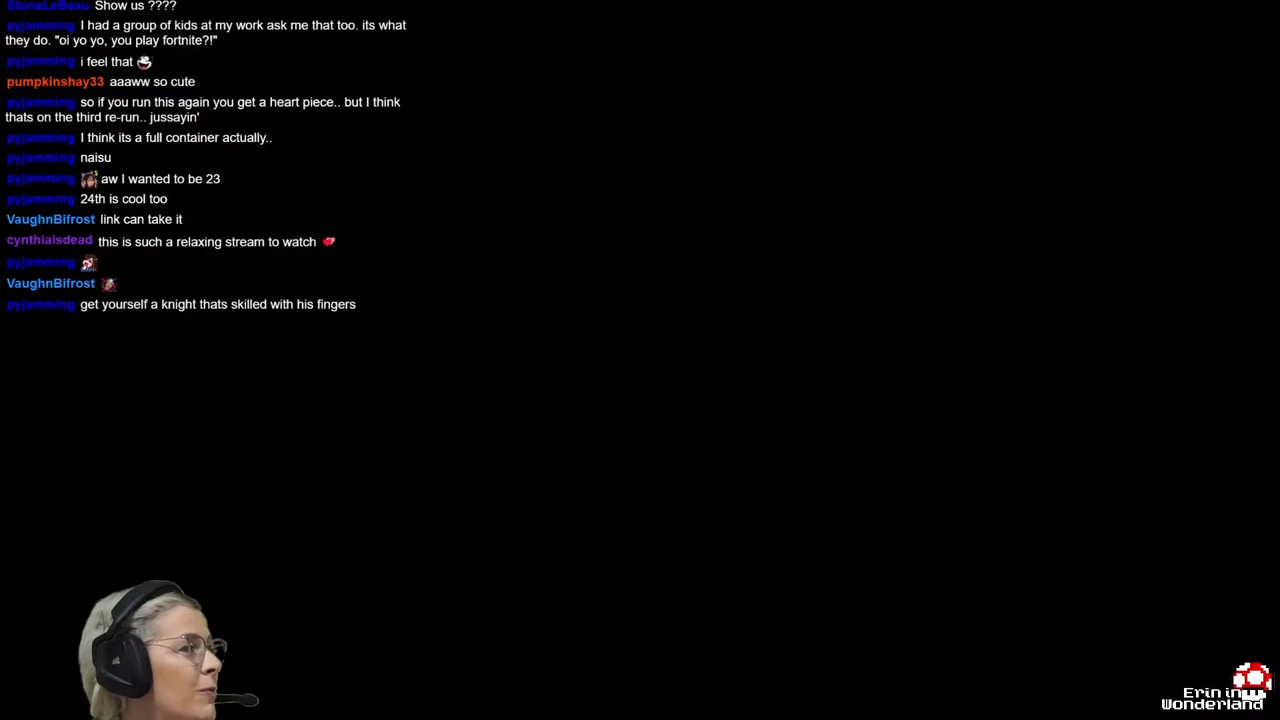 StoneLeBeau Show us ????
pyjamming I had a group of kids at my work ask me that too. its what
they do. "oi yo yo, you play fortnite?!"
pyjamming i feel that
pumpkinshay33 aaaww so cute
pyjamming so if you run this again you get a heart piece.. but I think
thats on the third re-run.. jussayin'
pyjamming I think its a full container actually..
pyjamming naisu
pyjamming aw I wanted to be 23
pyjamming 24th is cool too
VaughnBifrost link can take it
cynthiaisdead this is such a relaxing stream to watch
pyjamming
VaughnBifrost
pyjamming get yourself a knight thats skilled with his fingers
Erin in
Wonderland